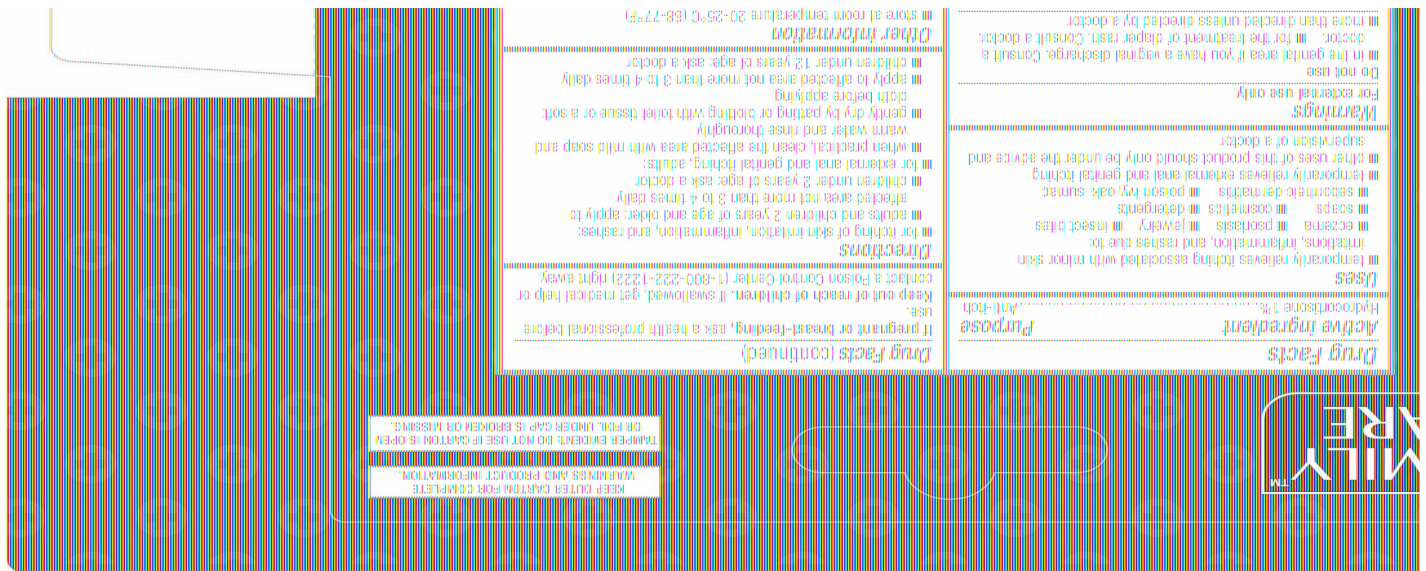 MILY
ARE
TM
Drug Facts
Active ingredient Purpose
Hydrocortisone 1% Anti-itch
Uses
■ temporarily relieves itching associated with minor skin
irritations, inflammation, and rashes due to:
■ eczema ■ psoriasis ■ jewelry ■ insect bites
■ soaps ■ cosmetics ■ detergents
■ seborrheic dermatitis ■ poison ivy, oak, sumac
■ temporarily relieves external anal and genital itching
■ other uses of this product should only be under the advice and
supervision of a doctor
Warnings
For external use only
Do not use
■ in the genital area if you have a vaginal discharge. Consult a
doctor. ■ for the treatment of diaper rash. Consult a doctor.
■ more than directed unless directed by a doctor
Drug Facts (continued)
If pregnant or breast-feeding, ask a health professional before
use.
Keep out of reach of children. If swallowed, get medical help or
contact a Poison Control Center (1-800-222-1222) right away.
Directions
■ for itching of skin irritation, inflammation, and rashes:
■ adults and children 2 years of age and older: apply to
affected area not more than 3 to 4 times daily
■ children under 2 years of age: ask a doctor
■ for external anal and genital itching, adults:
■ when practical, clean the affected area with mild soap and
warm water and rinse thoroughly
■ gently dry by patting or blotting with toilet tissue or a soft
cloth before applying
■ apply to affected area not more than 3 to 4 times daily
■ children under 12 years of age: ask a doctor
Other information
■ store at room temperature 20-25°C (68-77°F)
KEEP OUTER CARTON FOR COMPLETE
WARNINGS AND PRODUCT INFORMATION.
TAMPER EVIDENT: DO NOT USE IF CARTON IS OPEN
OR FOIL UNDER CAP IS BROKEN OR MISSING.